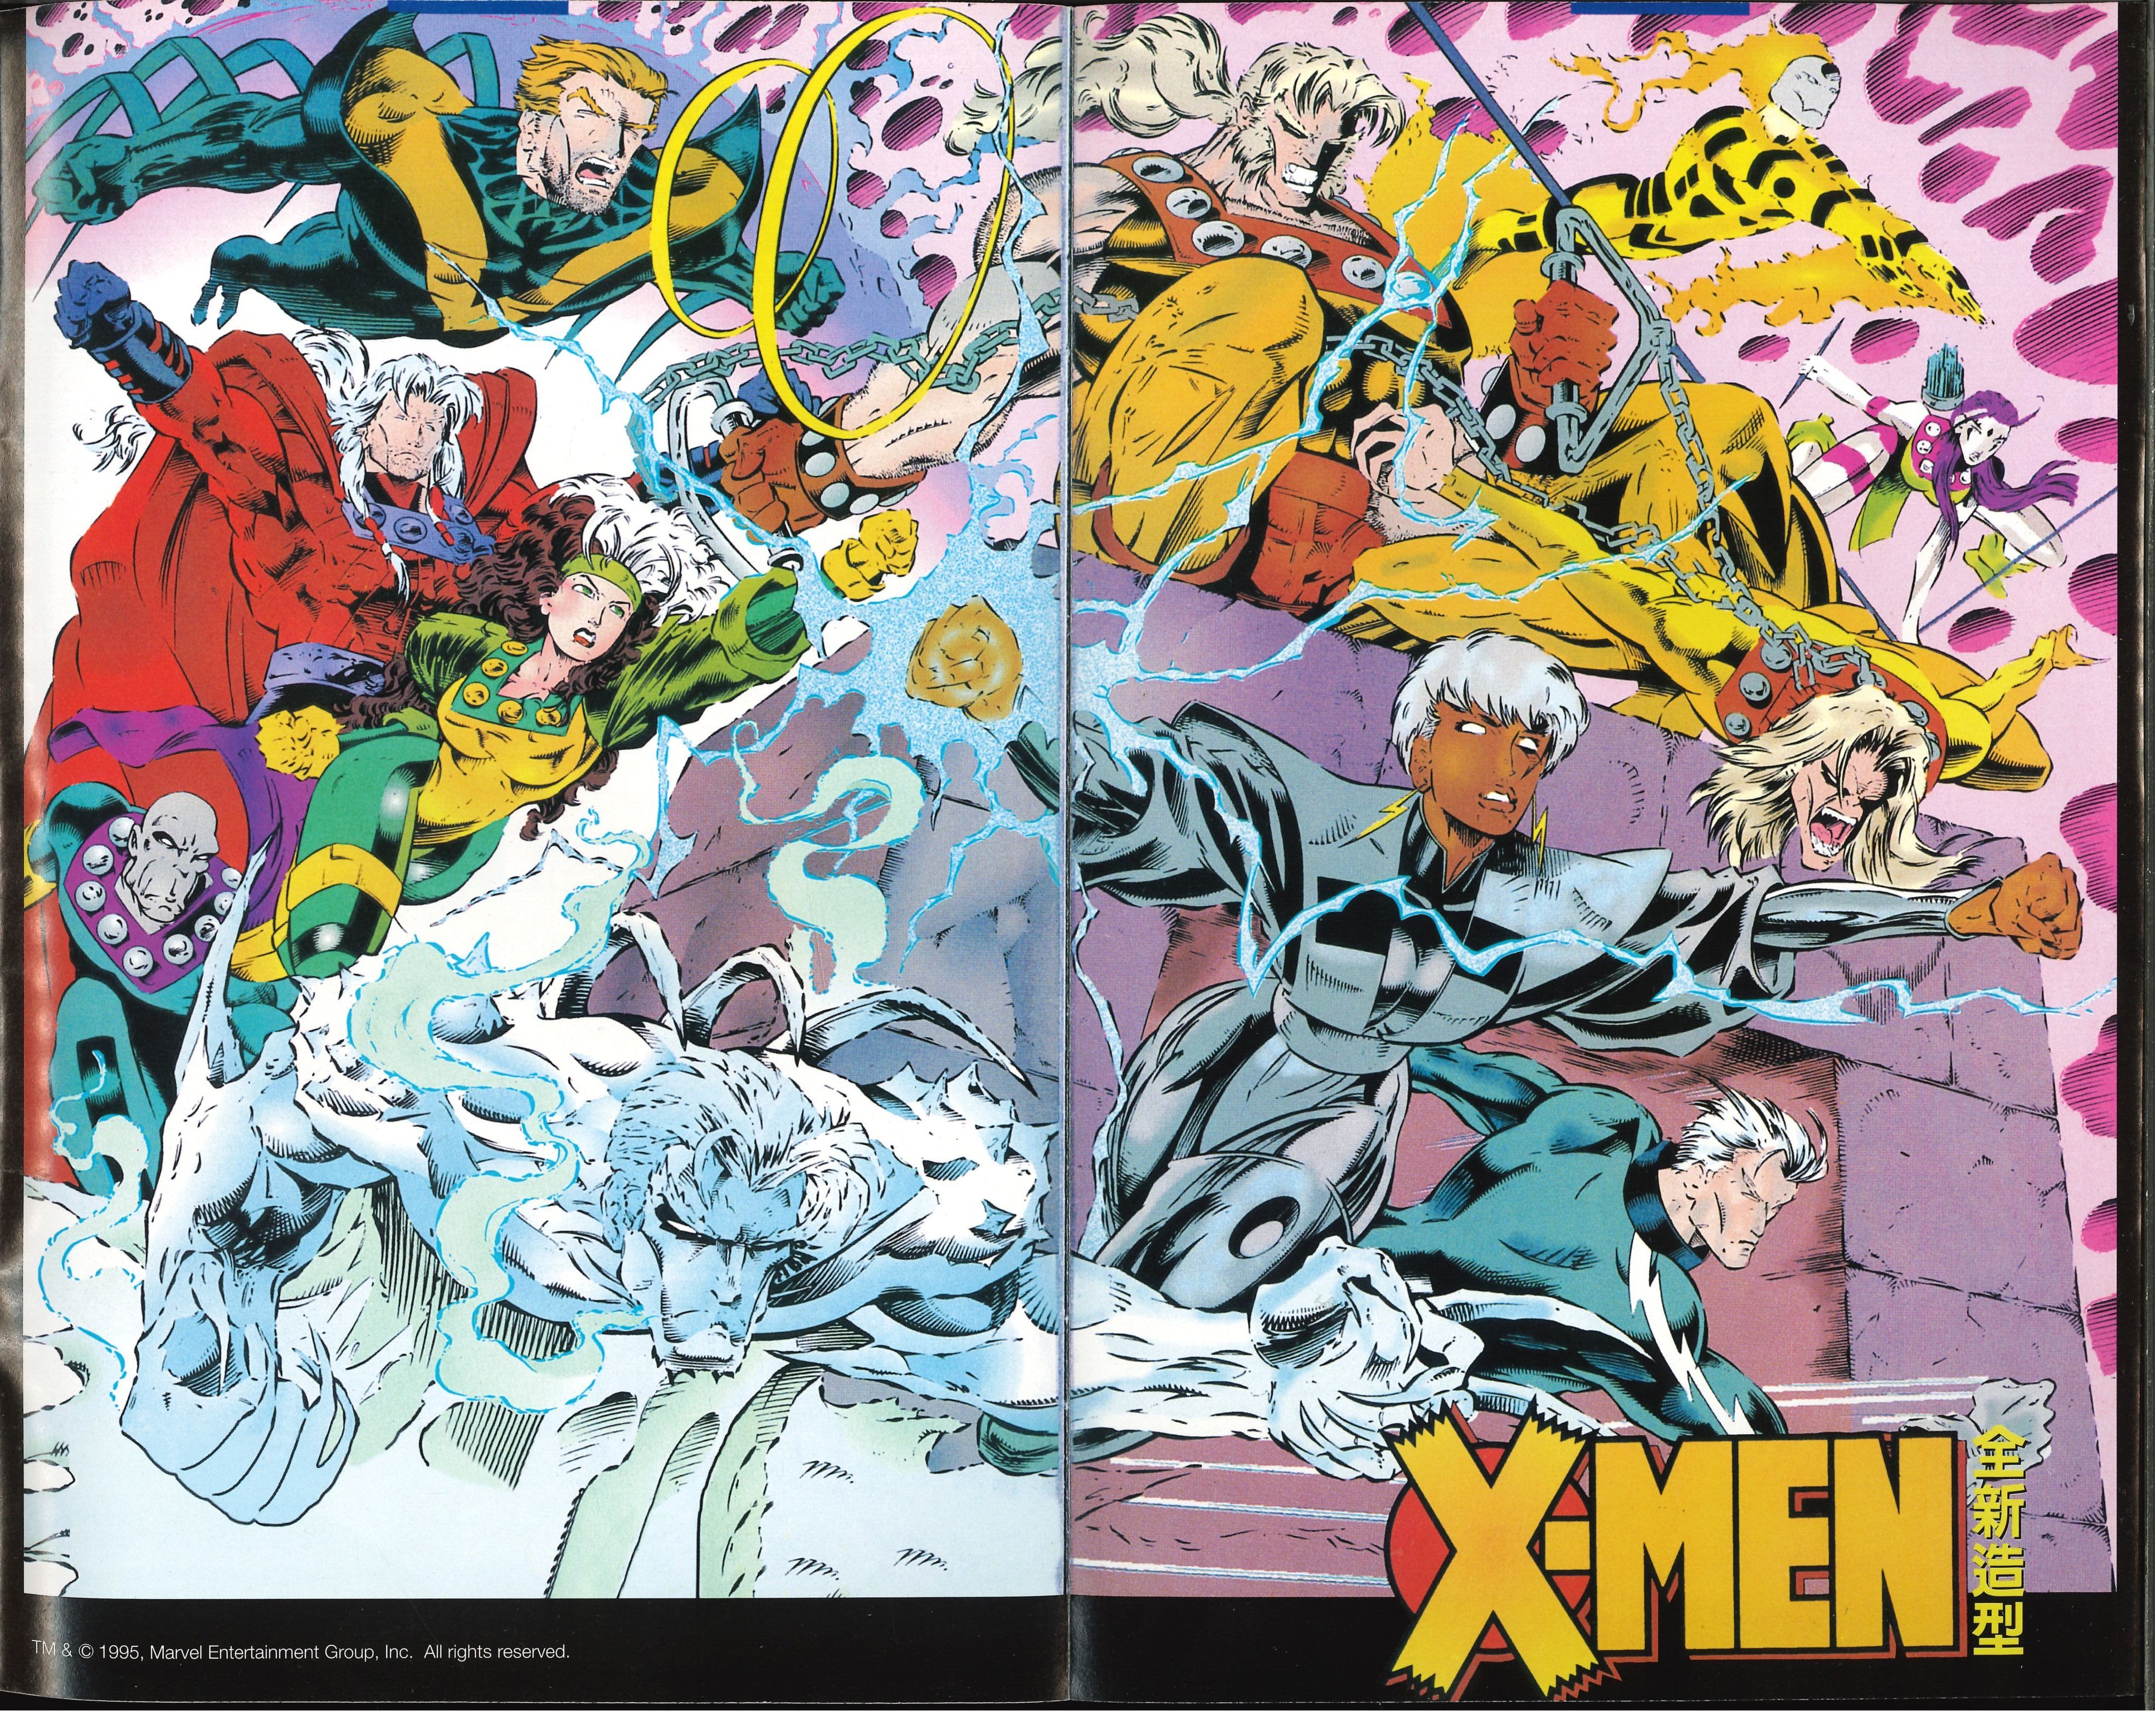 X-MEN
全新造型
TM & © 1995, Marvel Entertainment Group, Inc. All rights reserved.